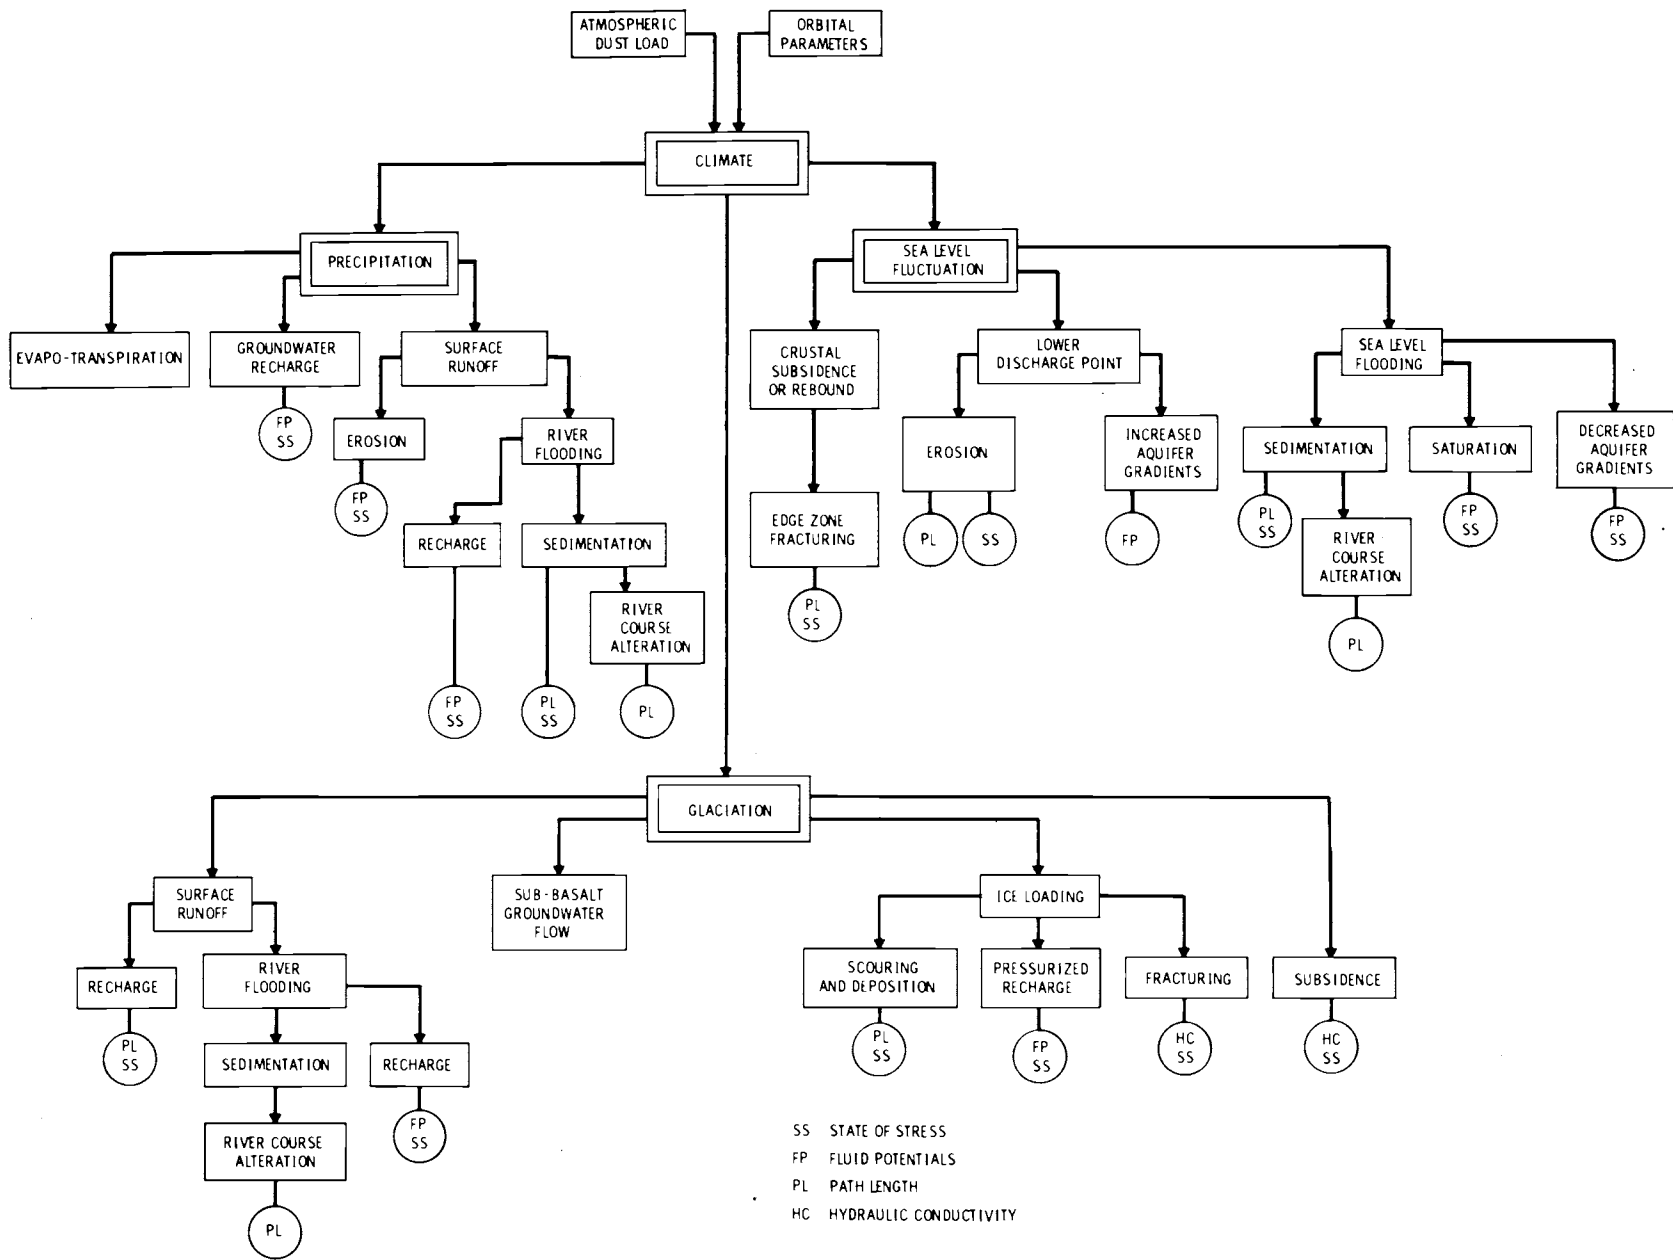 ATMOSPHERIC
DUST LOAD
ORBITAL
PARAMETERS
CLIMATE
PRECIPITATION
SEA LEVEL
FLUCTUATION
EVAPO-TRANSPIRATION
GROUNDWATER
RECHARGE
SURFACE
RUNOFF
CRUSTAL
SUBSIDENCE
OR REBOUND
LOWER
DISCHARGE POINT
SEA LEVEL
FLOODING
FP
SS
EROSION
RIVER
FLOODING
EROSION
INCREASED
AQUIFER
GRADIENTS
SEDIMENTATION
SATURATION
DECREASED
AQUIFER
GRADIENTS
FP
SS
RECHARGE
SEDIMENTATION
EDGE ZONE
FRACTURING
PL
SS
FP
PL
SS
RIVER
COURSE
ALTERATION
FP
SS
FP
SS
RIVER
COURSE
ALTERATION
PL
SS
PL
FP
SS
PL
SS
PL
GLACIATION
SURFACE
RUNOFF
SUB-BASALT
GROUNDWATER
FLOW
ICE LOADING
RECHARGE
RIVER
FLOODING
SCOURING
AND DEPOSITION
PRESSURIZED
RECHARGE
FRACTURING
SUBSIDENCE
PL
SS
SEDIMENTATION
RECHARGE
PL
SS
FP
SS
HC
SS
HC
SS
RIVER COURSE
ALTERATION
FP
SS
PL
SS STATE OF STRESS
FP FLUID POTENTIALS
PL PATH LENGTH
HC HYDRAULIC CONDUCTIVITY